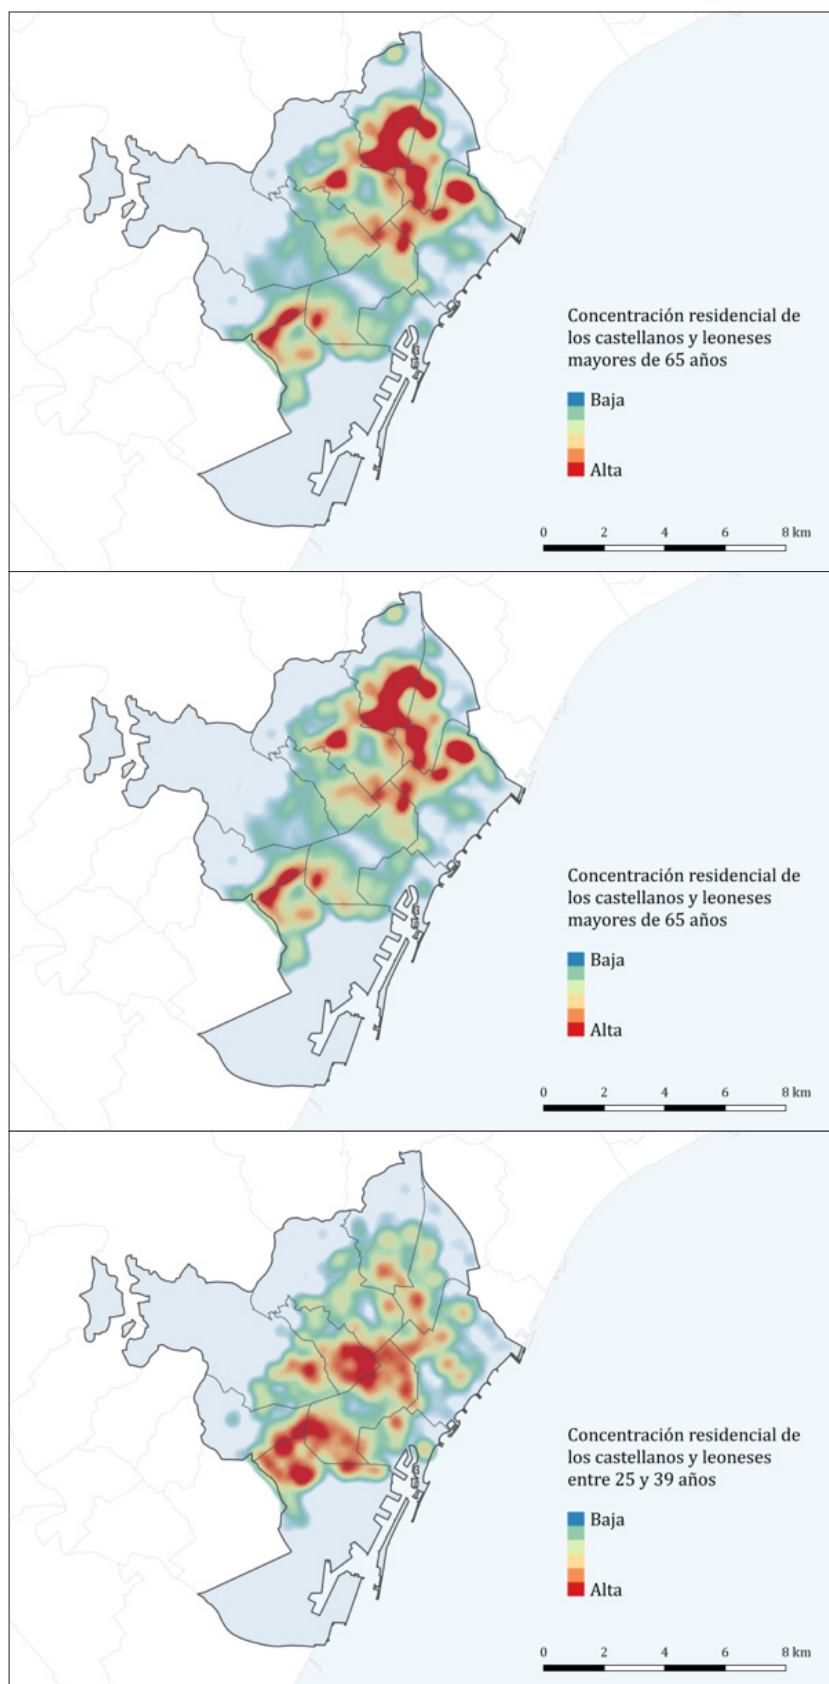 Concentración residencial de
los castellanos y leoneses
mayores de 65 años
Baja
Alta
0 2 4 6 8 km
Concentración residencial de
los castellanos y leoneses
mayores de 65 años
Baja
Alta
0 2 4 6 8 km
Concentración residencial de
los castellanos y leoneses
entre 25 y 39 años
Baja
Alta
0 2 4 6 8 km